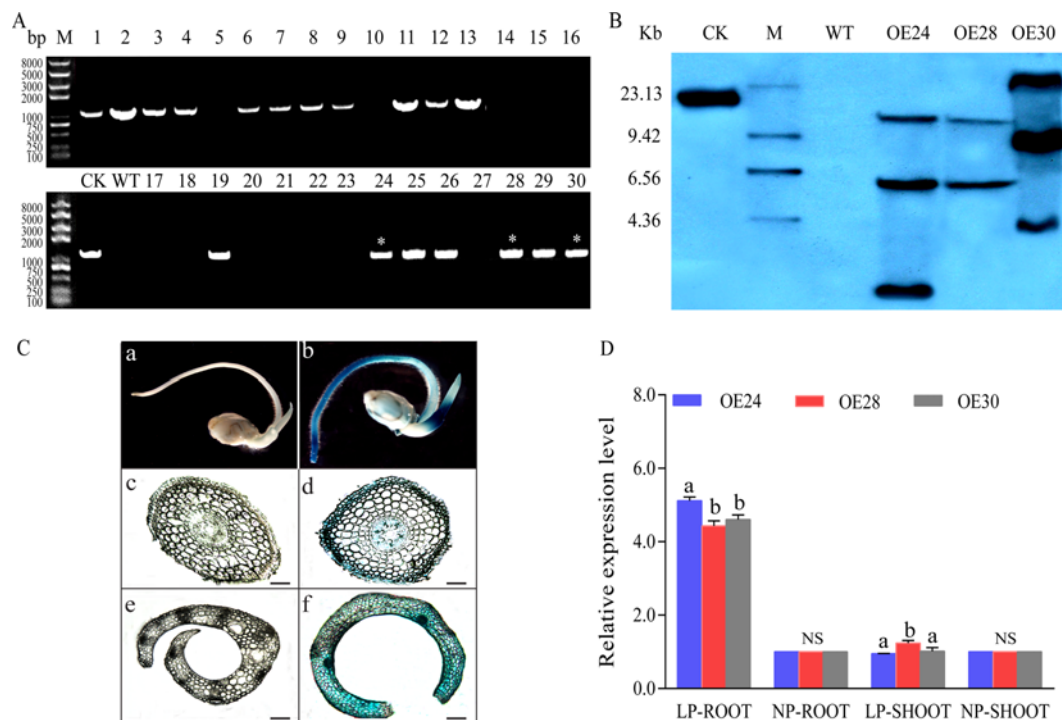 A
bp M 1 2 3 4 5 6 7 8 9 10 11 12 13 14 15 16
8000
5000
3000
2000
1000
750
500
250
100
CK WT 17 18 19 20 21 22 23 24 25 26 27 28 29 30
8000
5000
3000
2000
1000
750
500
250
100
* * *
B
Kb CK M WT OE24 OE28 OE30
23.13
9.42
6.56
4.36
C
a b
c d
e f
D
OE24 OE28 OE30
Relative expression level
8.0
6.0
4.0
2.0
0.0
a b b
NS
a b a
NS
LP-ROOT NP-ROOT LP-SHOOT NP-SHOOT